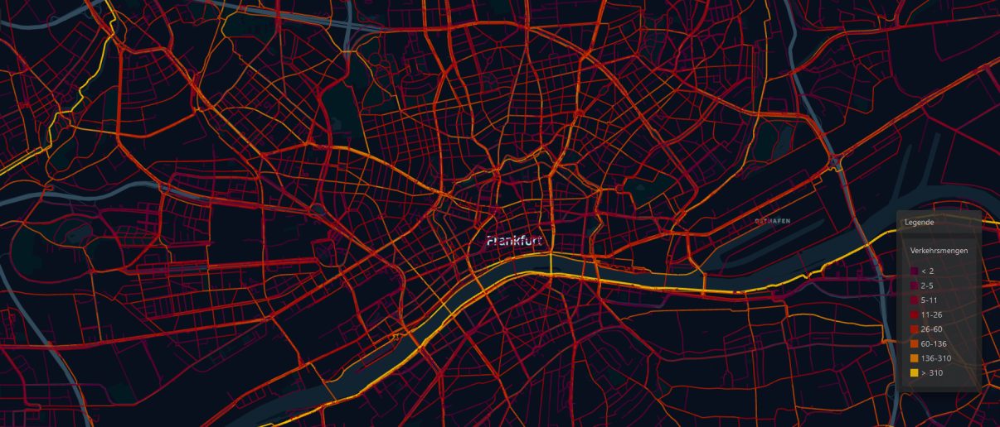 Frankfurt
OSTHAFEN
Legende
Verkehrsmengen
< 2
2-5
5-11
11-26
26-60
60-136
136-310
> 310